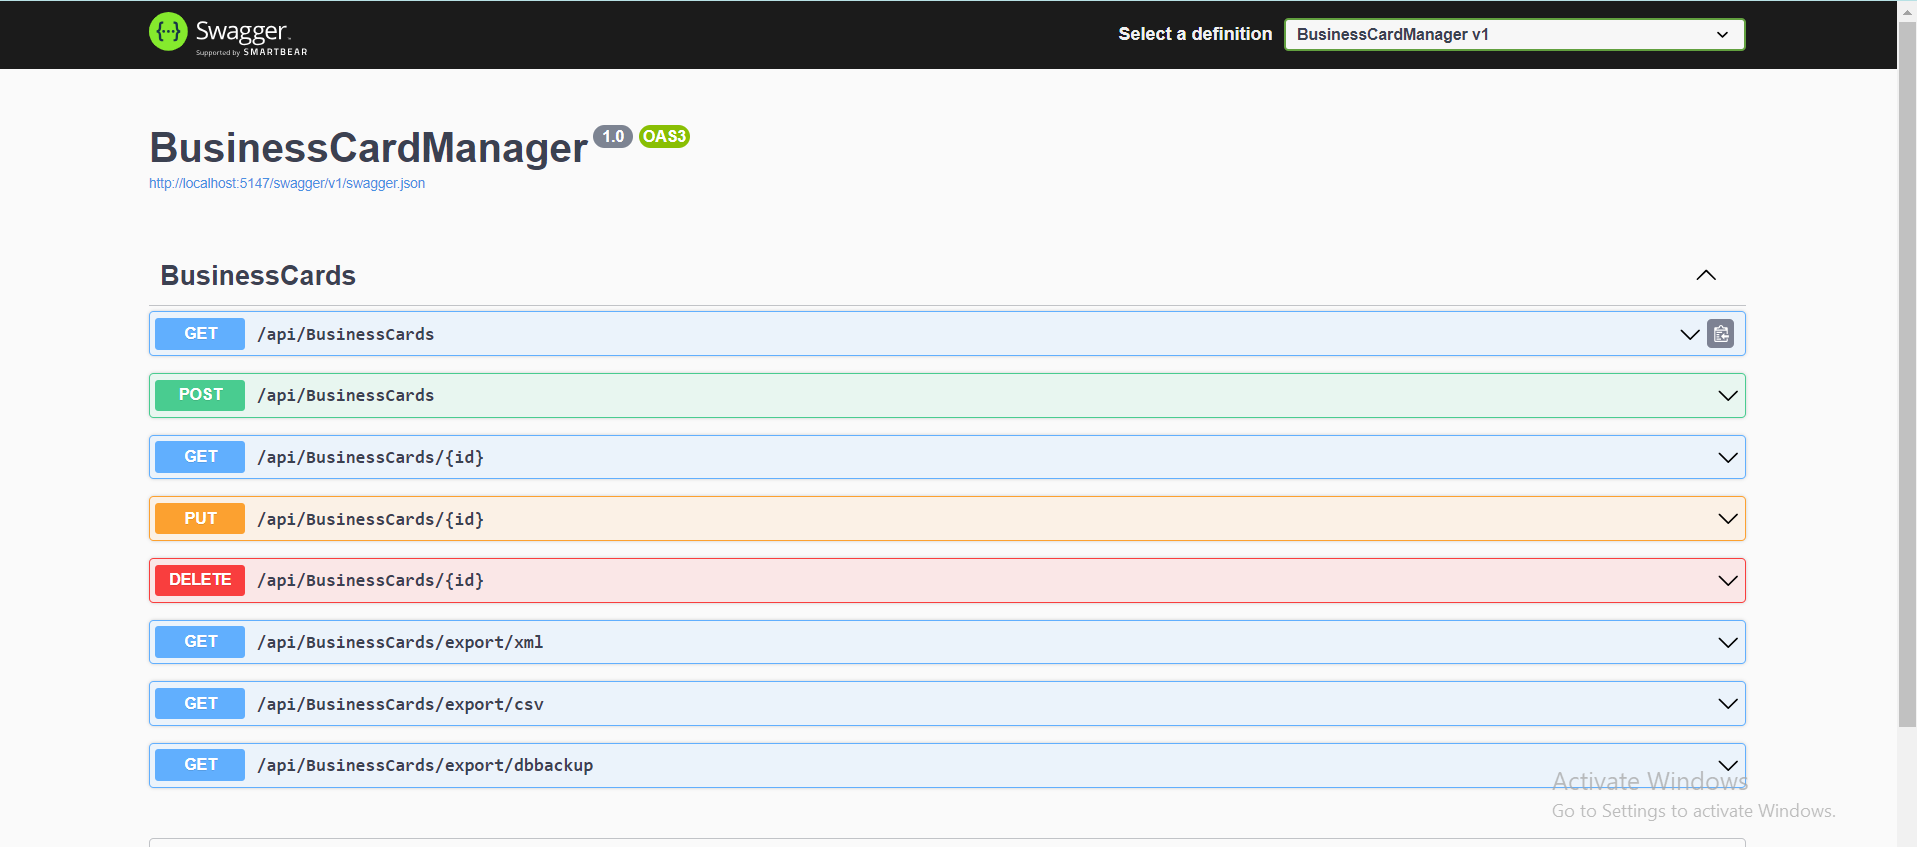 Swagger.
Supported by SMARTBEAR
Select a definition
BusinessCardManager v1
BusinessCardManager 1.0 OAS3
http://localhost:5147/swagger/v1/swagger.json
BusinessCards
GET /api/BusinessCards
POST /api/BusinessCards
GET /api/BusinessCards/{id}
PUT /api/BusinessCards/{id}
DELETE /api/BusinessCards/{id}
GET /api/BusinessCards/export/xml
GET /api/BusinessCards/export/csv
GET /api/BusinessCards/export/dbbackup
Activate Windows
Go to Settings to activate Windows.